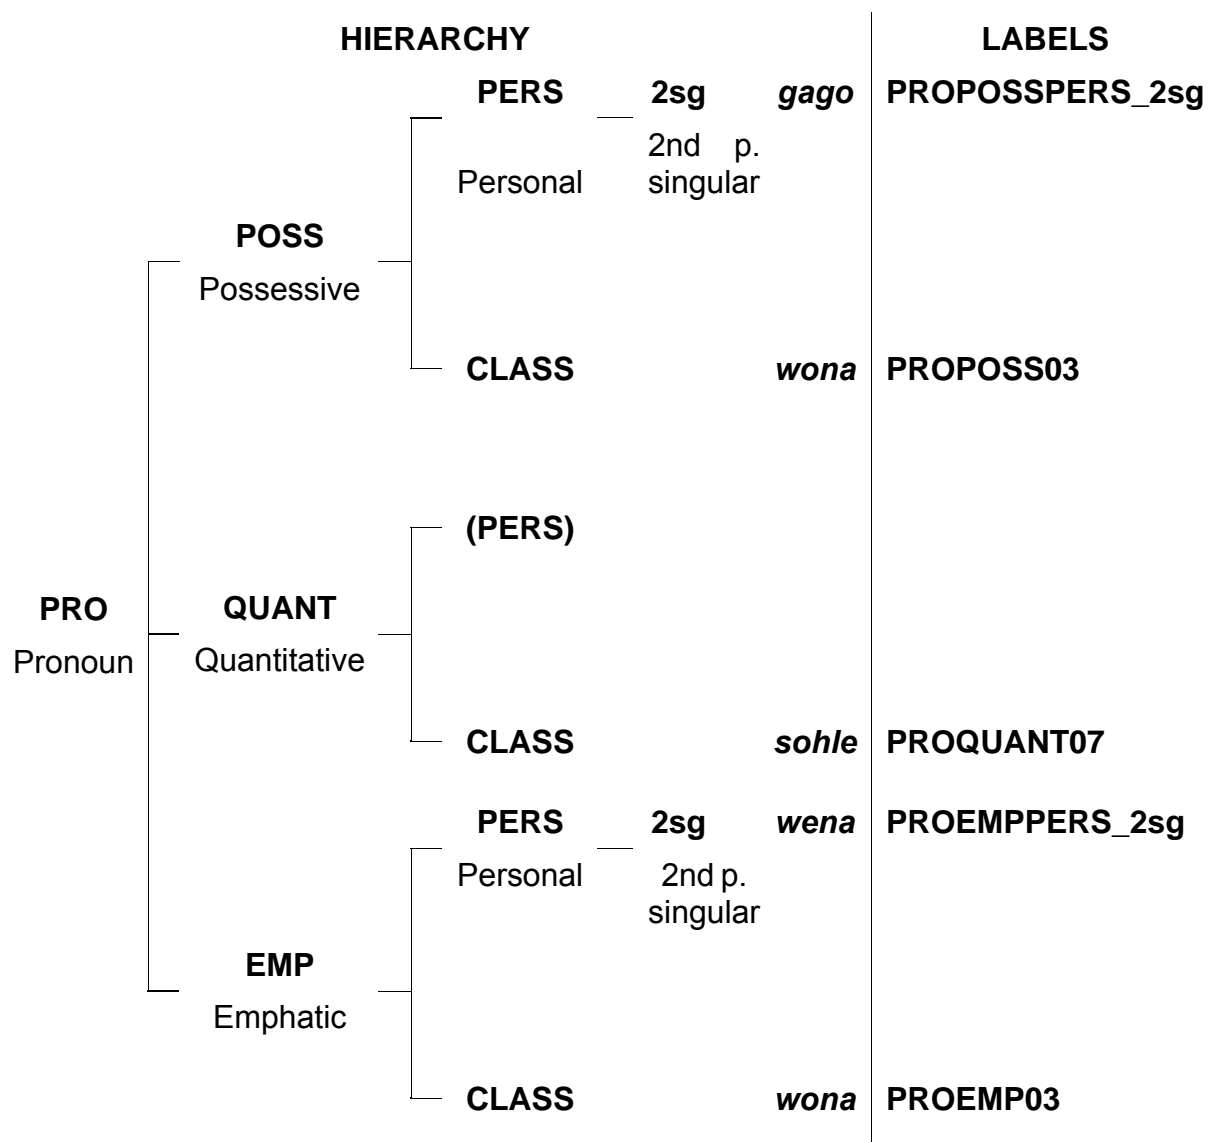 HIERARCHY LABELS
PERS 2sg gago PROPOSSPERS_2sg
2nd p.
Personal singular
POSS
Possessive
CLASS wona PROPOSS03
(PERS)
PRO QUANT
Pronoun Quantitative
CLASS sohle PROQUANT07
PERS 2sg wena PROEMPPERS_2sg
Personal 2nd p.
singular
EMP
Emphatic
CLASS wona PROEMP03